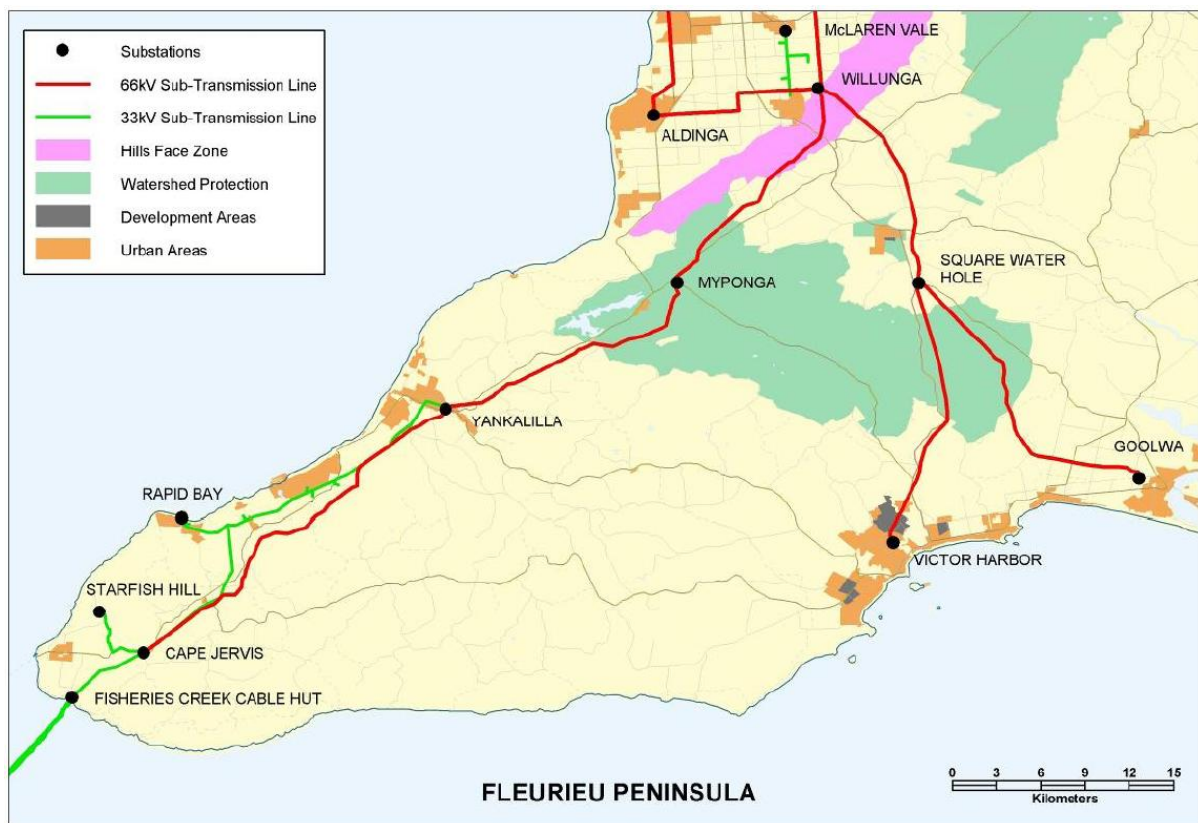 Substations
66kV Sub-Transmission Line
33kV Sub-Transmission Line
Hills Face Zone
Watershed Protection
Development Areas
Urban Areas
McLAREN VALE
WILLUNGA
ALDINGA
MYPONGA
SQUARE WATER
HOLE
YANKALILLA
GOOLWA
RAPID BAY
VICTOR HARBOR
STARFISH HILL
CAPE JERVIS
FISHERIES CREEK CABLE HUT
FLEURIEU PENINSULA
0 3 6 9 12 15
Kilometers